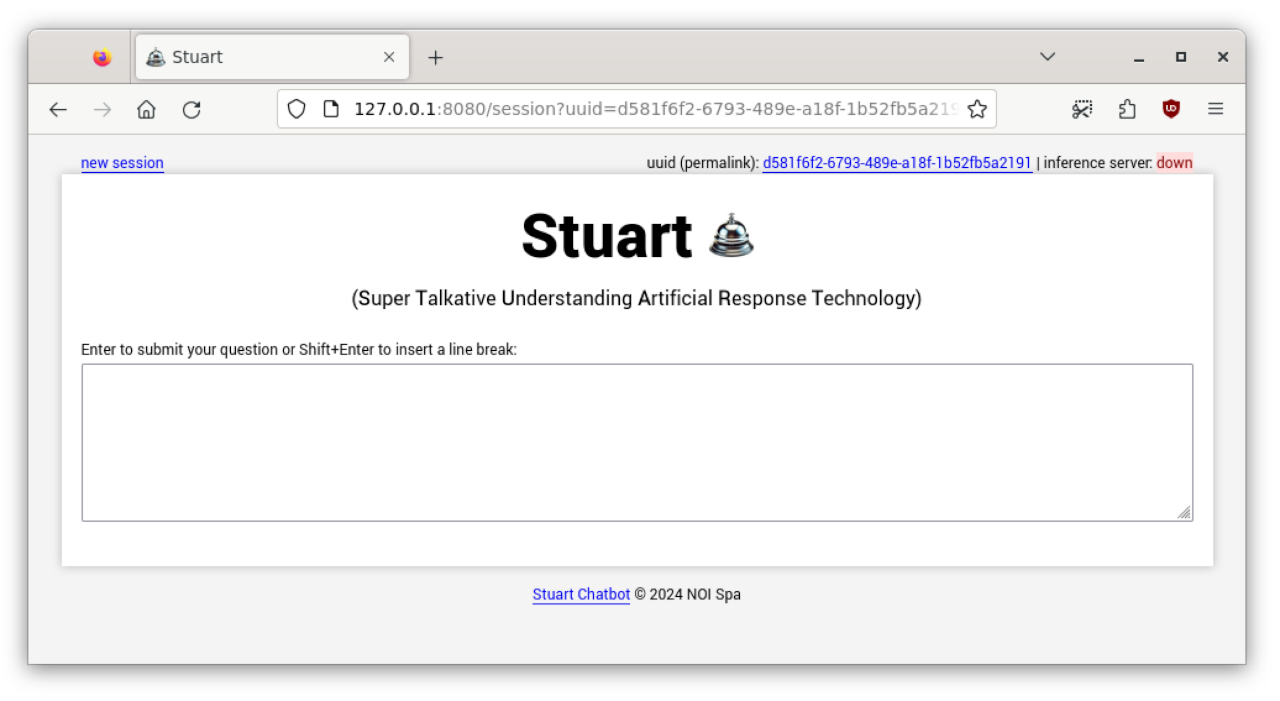 Stuart
127.0.0.1:8080/session?uuid=d581f6f2-6793-489e-a18f-1b52fb5a219
new session
uuid (permalink): d581f6f2-6793-489e-a18f-1b52fb5a2191 | inference server: down
Stuart
(Super Talkative Understanding Artificial Response Technology)
Enter to submit your question or Shift+Enter to insert a line break:
Stuart Chatbot © 2024 NOI Spa